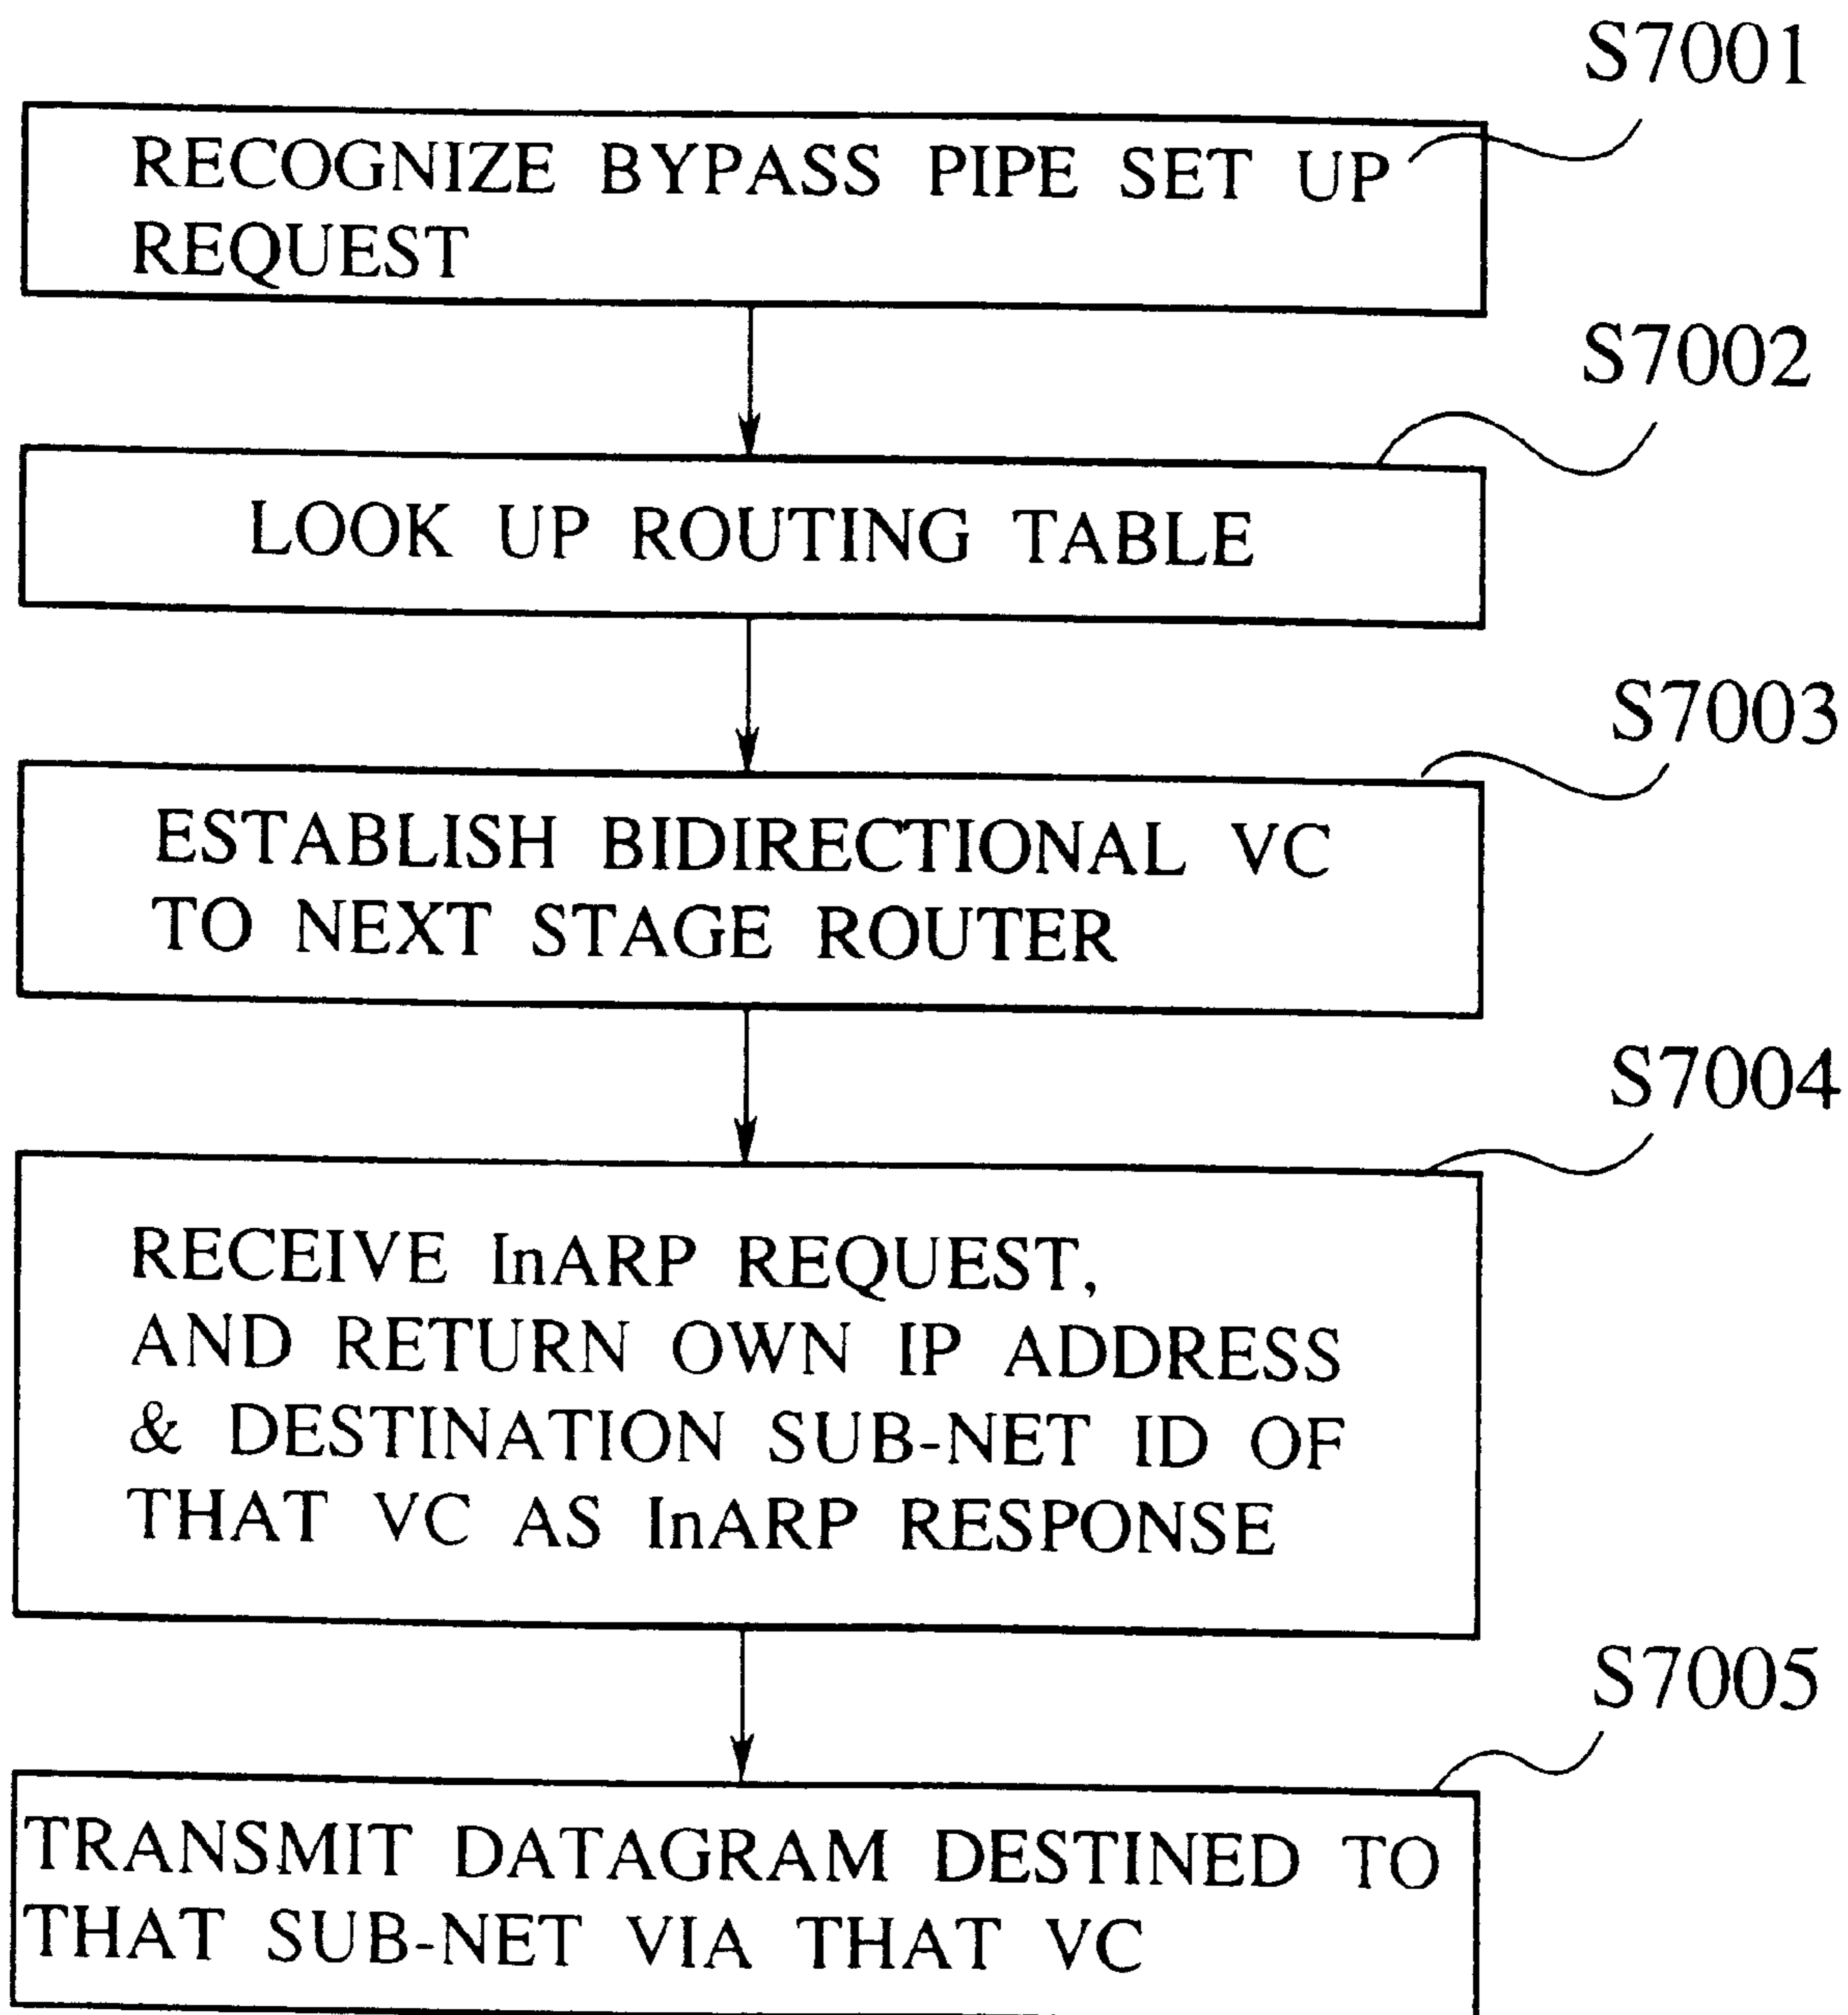 S7001
RECOGNIZE BYPASS PIPE SET UP
REQUEST
S7002
LOOK UP ROUTING TABLE
S7003
ESTABLISH BIDIRECTIONAL VC
TO NEXT STAGE ROUTER
S7004
RECEIVE InARP REQUEST,
AND RETURN OWN IP ADDRESS
& DESTINATION SUB-NET ID OF
THAT VC AS InARP RESPONSE
S7005
TRANSMIT DATAGRAM DESTINED TO
THAT SUB-NET VIA THAT VC